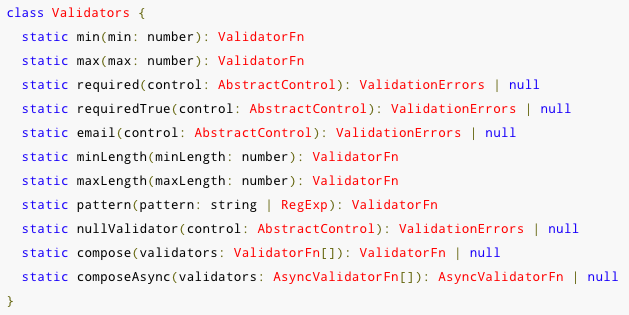 class Validators {
  static min(min: number): ValidatorFn
  static max(max: number): ValidatorFn
  static required(control: AbstractControl): ValidationErrors | null
  static requiredTrue(control: AbstractControl): ValidationErrors | null
  static email(control: AbstractControl): ValidationErrors | null
  static minLength(minLength: number): ValidatorFn
  static maxLength(maxLength: number): ValidatorFn
  static pattern(pattern: string | RegExp): ValidatorFn
  static nullValidator(control: AbstractControl): ValidationErrors | null
  static compose(validators: ValidatorFn[]): ValidatorFn | null
  static composeAsync(validators: AsyncValidatorFn[]): AsyncValidatorFn | null
}